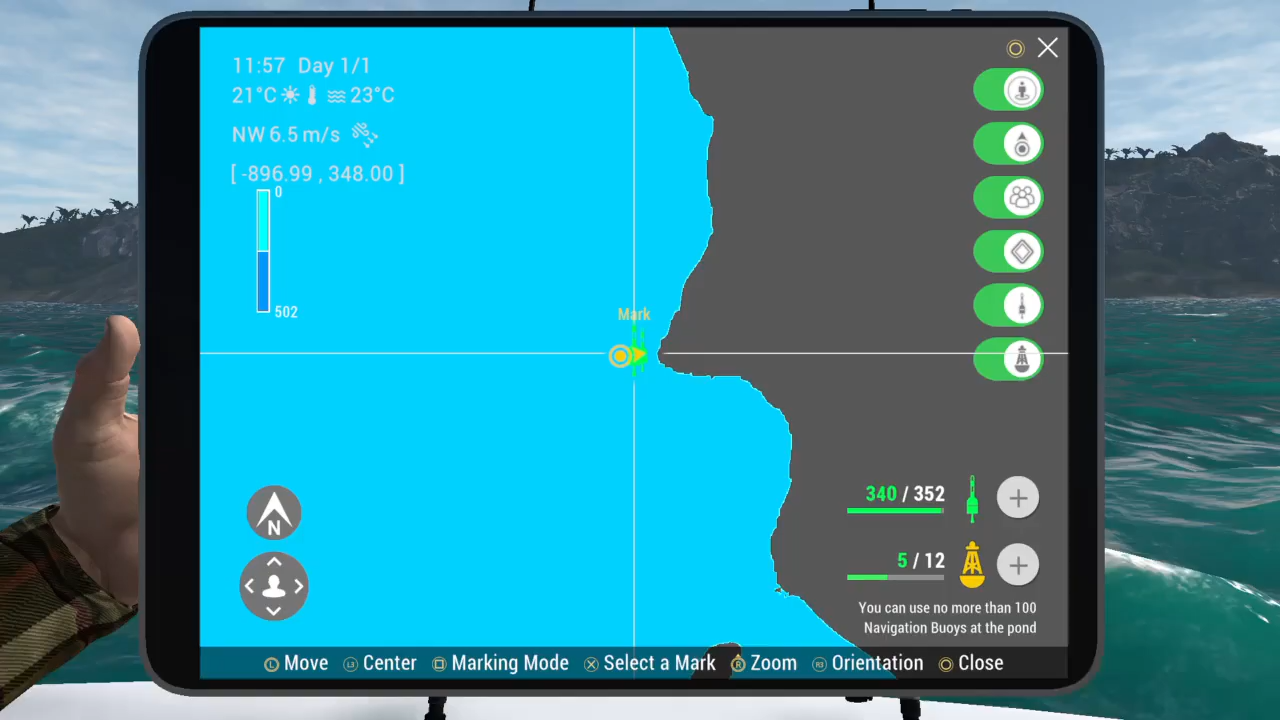 11:57 Day 1/1
21°C 23°C
NW 6.5 m/s
[ -896.99 , 348.00 ]
0
502
Mark
N
340 / 352
5 / 12
You can use no more than 100
Navigation Buoys at the pond
L Move L3 Center Marking Mode Select a Mark R Zoom R3 Orientation Close